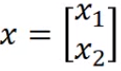 x = [x₁
x₂]